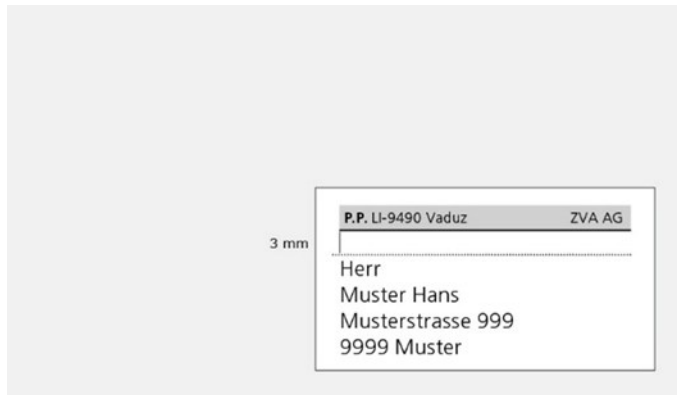 P.P. LI-9490 Vaduz ZVA AG
3 mm
Herr
Muster Hans
Musterstrasse 999
9999 Muster